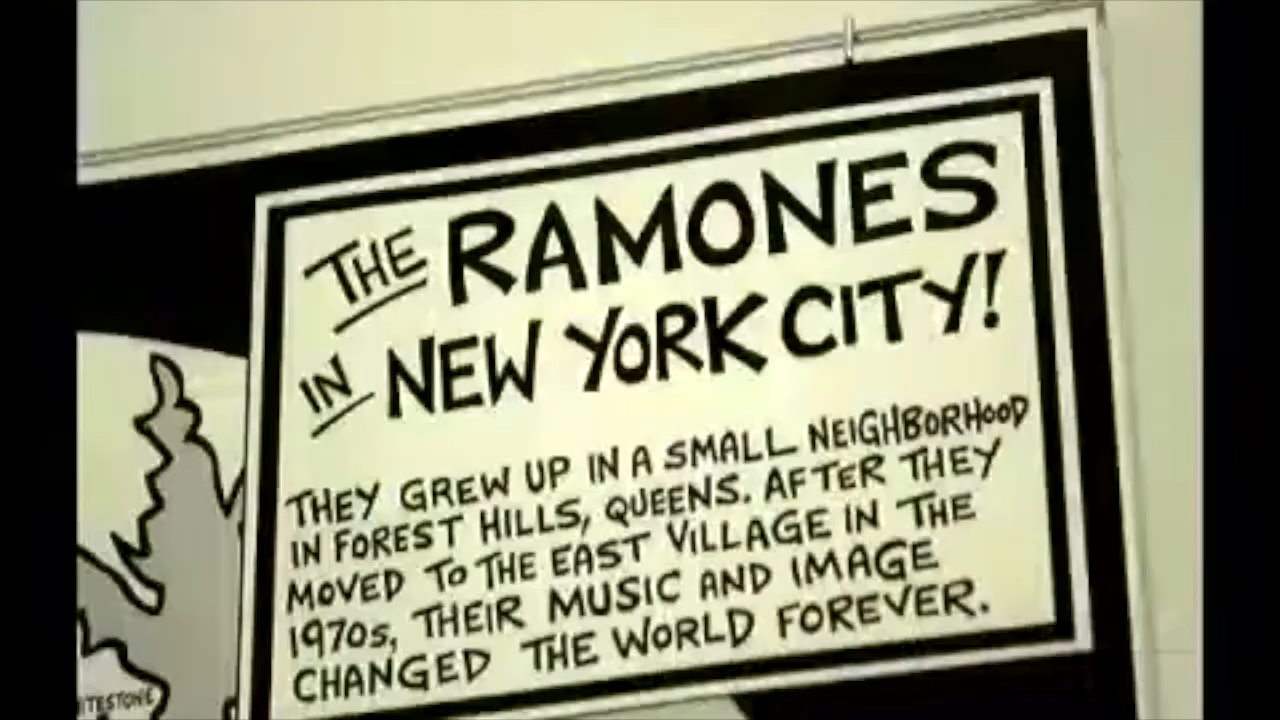 THE RAMONES
IN NEW YORK CITY!
THEY GREW UP IN A SMALL NEIGHBORHOOD
IN FOREST HILLS, QUEENS. AFTER THEY
MOVED TO THE EAST VILLAGE IN THE
1970s, THEIR MUSIC AND IMAGE
CHANGED THE WORLD FOREVER.
ITESTONE